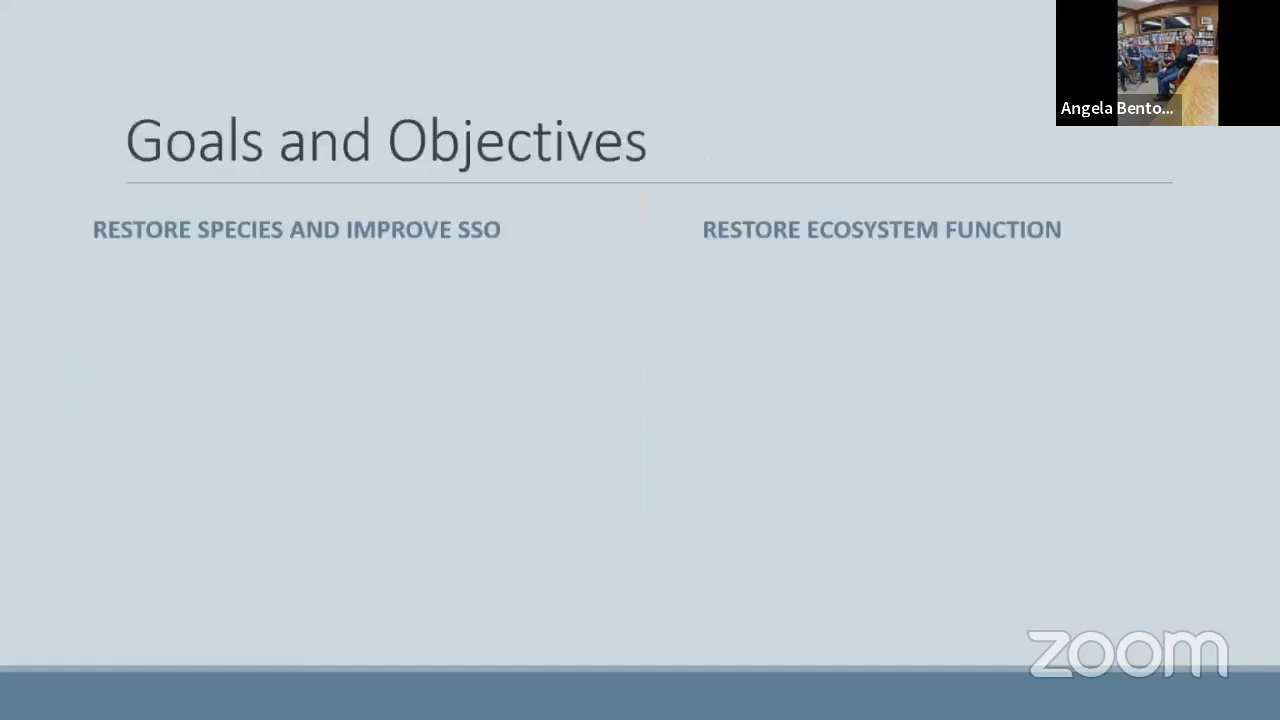 Angela Bento...
Goals and Objectives
RESTORE SPECIES AND IMPROVE SSO
RESTORE ECOSYSTEM FUNCTION
zoom